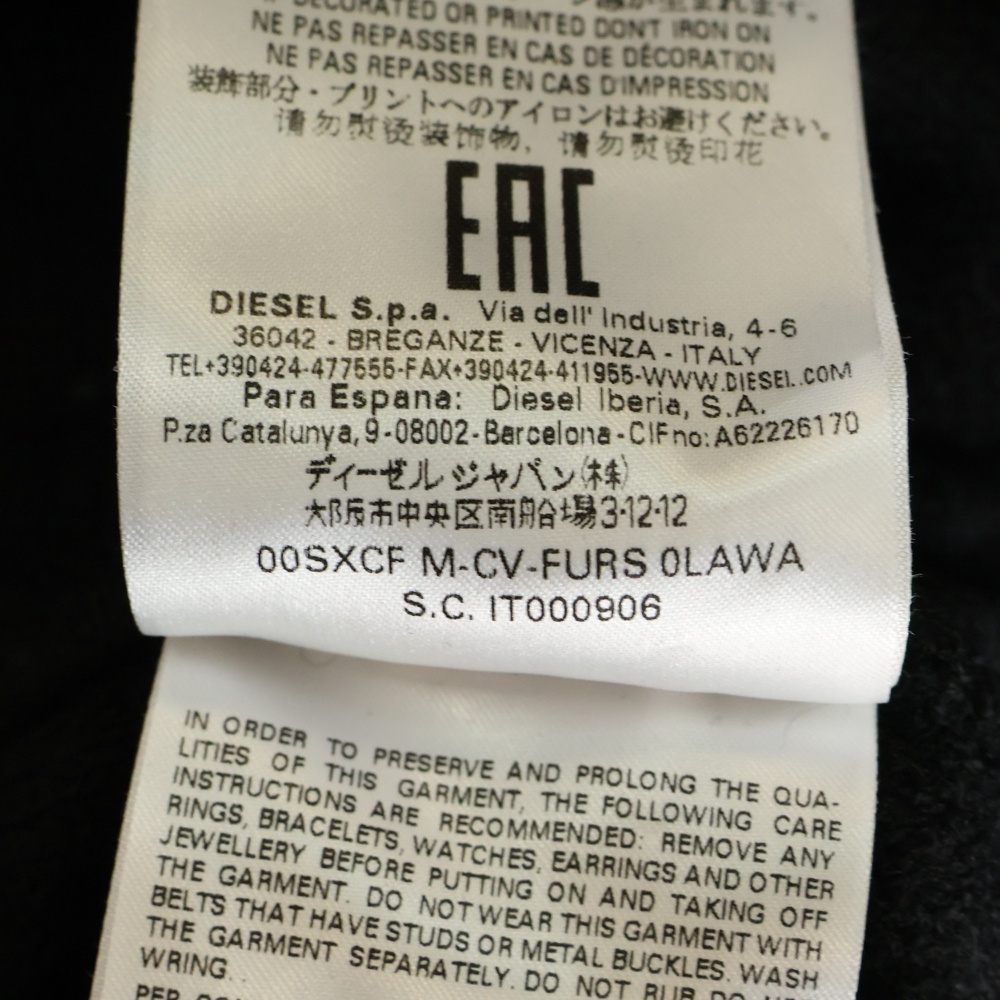 DECORATED OR PRINTED DON'T IRON ON
NE PAS REPASSER EN CAS DE DÉCORATION
NE PAS REPASSER EN CAS D'IMPRESSION
装飾部分・プリントへのアイロンはお避けください。
请勿熨烫装饰物，请勿熨烫印花
EAC
DIESEL S.p.a. Via dell' Industria, 4-6
36042 - BREGANZE - VICENZA - ITALY
TEL+390424-477555-FAX+390424-411955-WWW.DIESEL.COM
Para Espana: Diesel Iberia, S.A.
P.za Catalunya, 9-08002-Barcelona-CIF no: A62226170
ディーゼル ジャパン(株)
大阪市中央区南船台場3-12-12
00SXCF M-CV-FURS 0LAWA
S.C. IT000906
IN ORDER TO PRESERVE AND PROLONG THE QUA-
LITIES OF THIS GARMENT, THE FOLLOWING CARE
INSTRUCTIONS ARE RECOMMENDED: REMOVE ANY
RINGS, BRACELETS, WATCHES, EARRINGS AND OTHER
JEWELLERY BEFORE PUTTING ON AND TAKING OFF
THE GARMENT. DO NOT WEAR THIS GARMENT WITH
BELTS THAT HAVE STUDS OR METAL BUCKLES. WASH
THE GARMENT SEPARATELY. DO NOT RUB DO
WRING.
PER